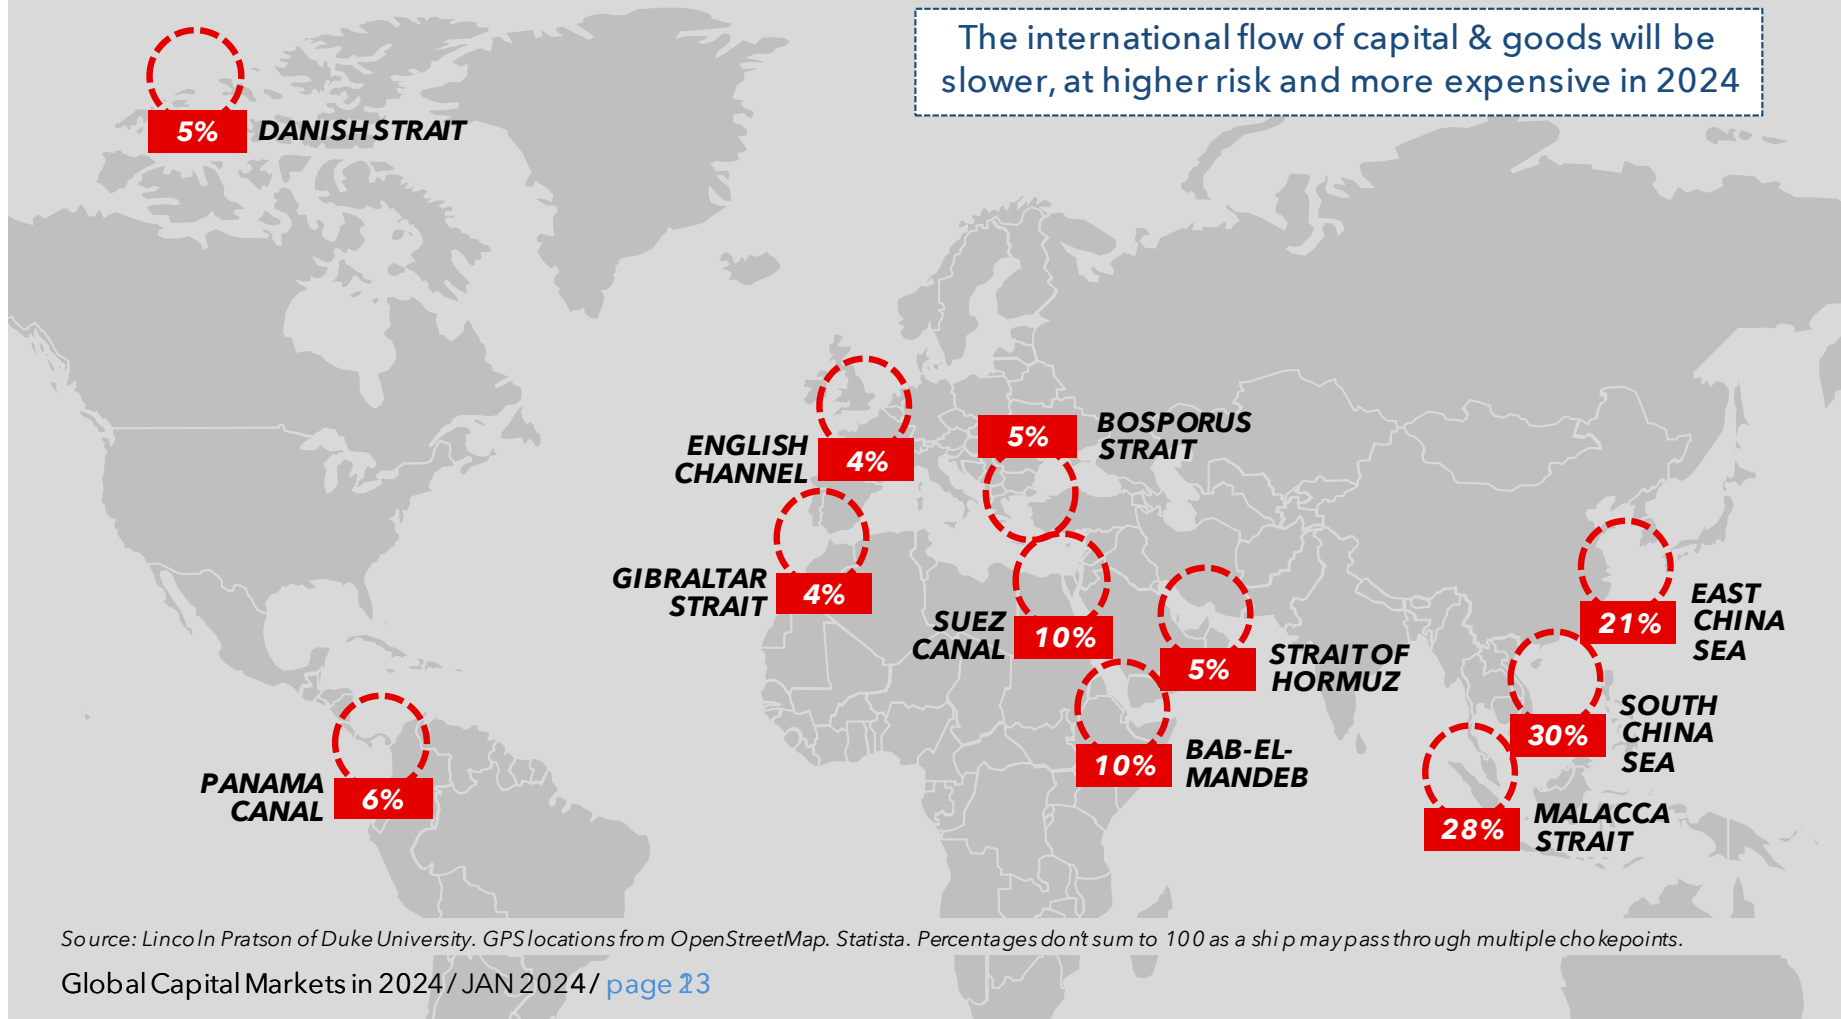 The international flow of capital & goods will be
slower, at higher risk and more expensive in 2024
5%
DANISH STRAIT
ENGLISH
CHANNEL
4%
5%
BOSPORUS
STRAIT
GIBRALTAR
STRAIT
4%
SUEZ
CANAL
10%
5%
STRAIT OF
HORMUZ
21%
EAST
CHINA
SEA
10%
BAB-EL-
MANDEB
30%
SOUTH
CHINA
SEA
PANAMA
CANAL
6%
28%
MALACCA
STRAIT
Source: Lincoln Pratson of Duke University. GPS locations from OpenStreetMap. Statista. Percentages don't sum to 100 as a ship may pass through multiple chokepoints.
Global Capital Markets in 2024 / JAN 2024 / page